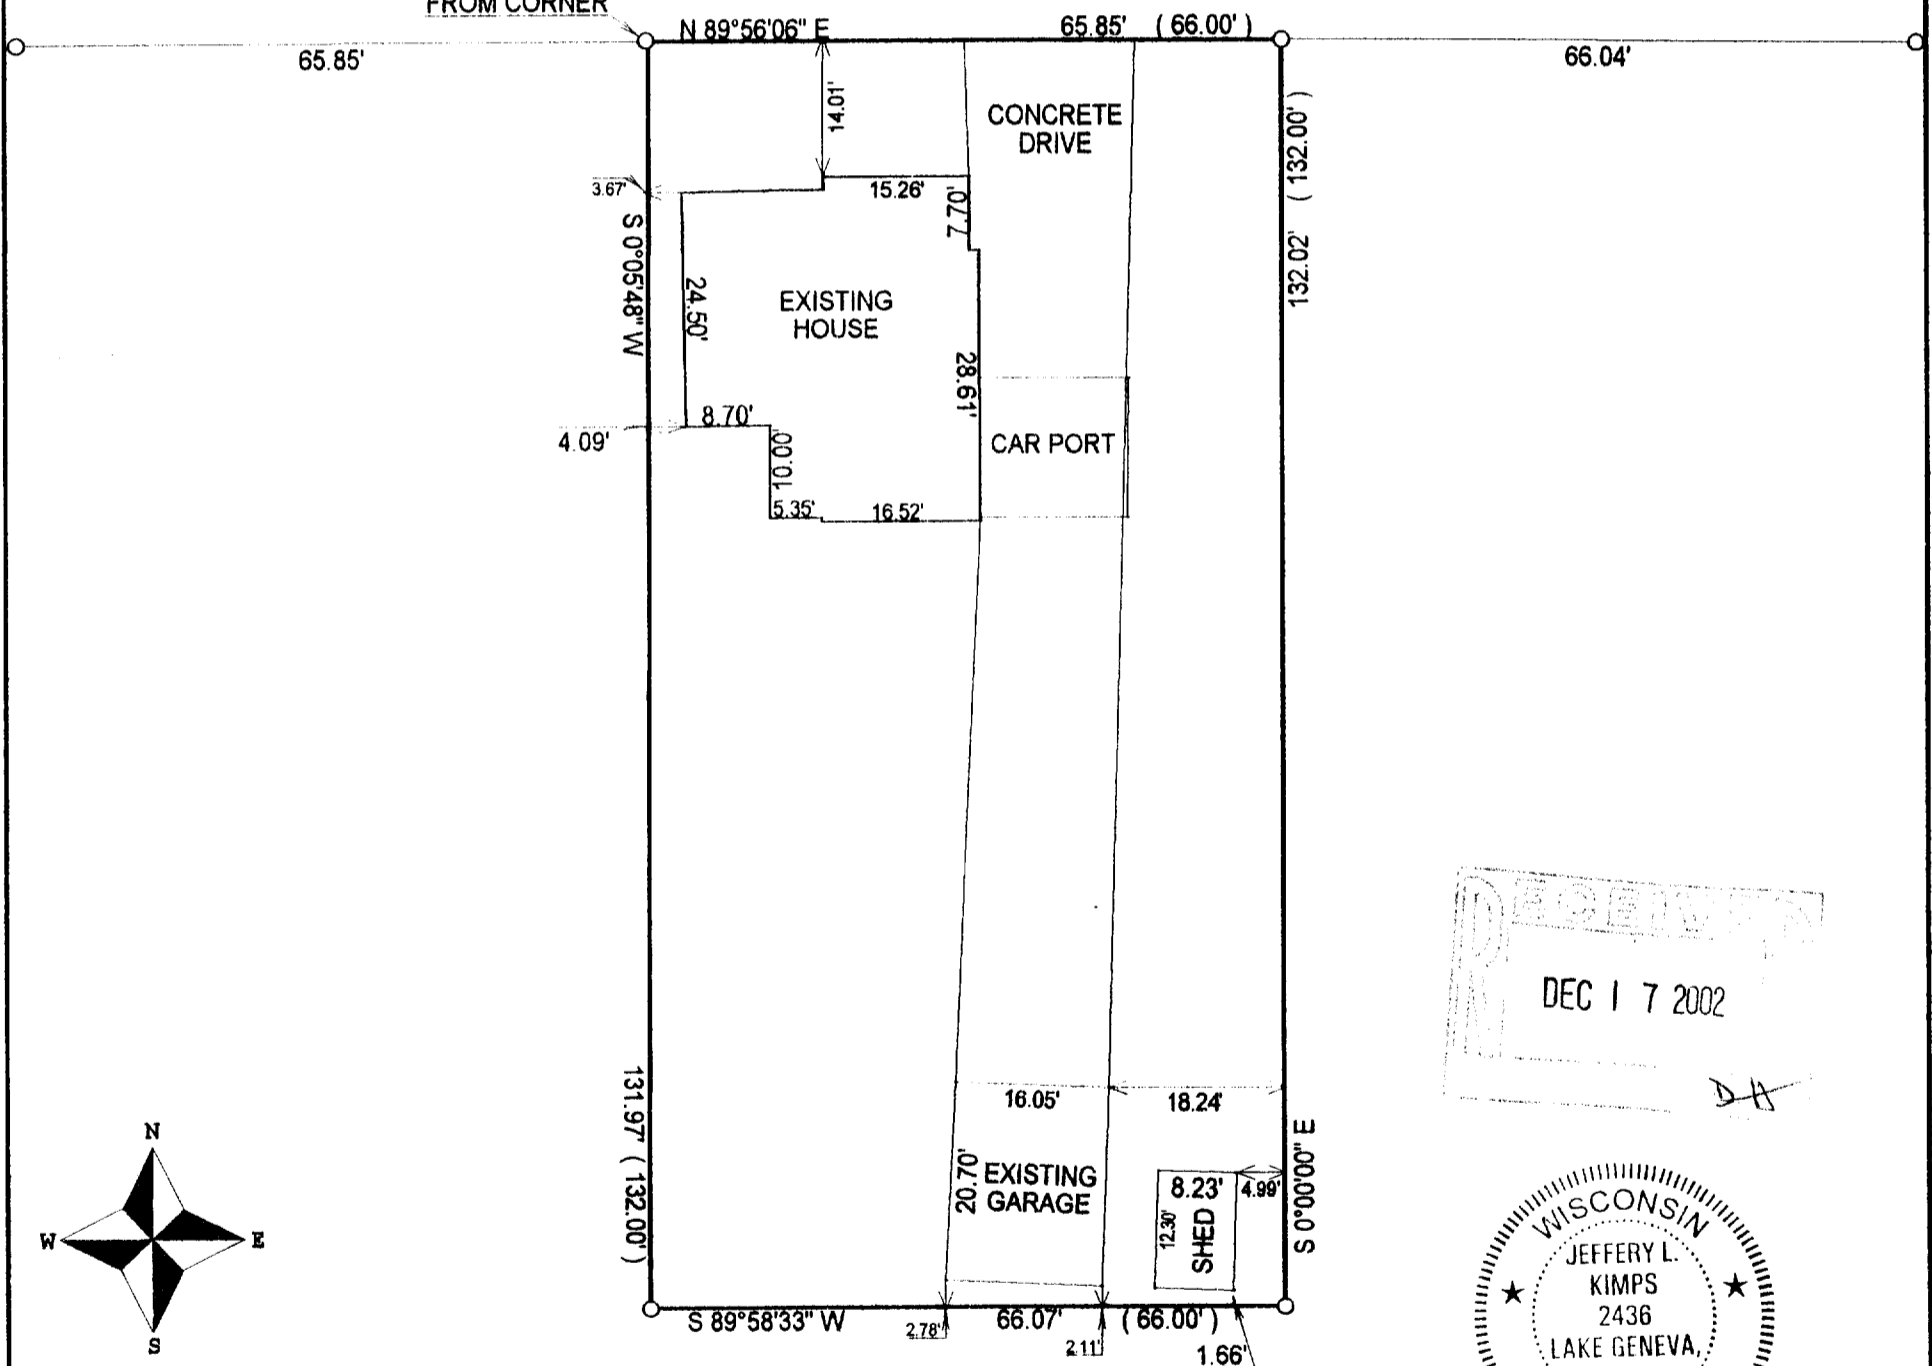 FROM CORNER
N 89°56'06" E
65.85' ( 66.00' )
65.85'
66.04'
14.01'
CONCRETE
DRIVE
132.02' ( 132.00' )
3.67'
15.26'
7.70'
S 0°05'48" W
24.50'
EXISTING
HOUSE
28.61'
8.70'
4.09'
10.00'
CAR PORT
5.35'
16.52'
RECEIVED
DEC 1 7 2002
DH
131.97' ( 132.00' )
16.05'
18.24'
S 0°00'00" E
N
W
E
S
20.70'
EXISTING
GARAGE
8.23'
4.99'
12.30'
SHED
WISCONSIN
JEFFERY L.
KIMPS
2436
LAKE GENEVA,
S 89°58'33" W
66.07' ( 66.00' )
2.78'
2.11'
1.66'